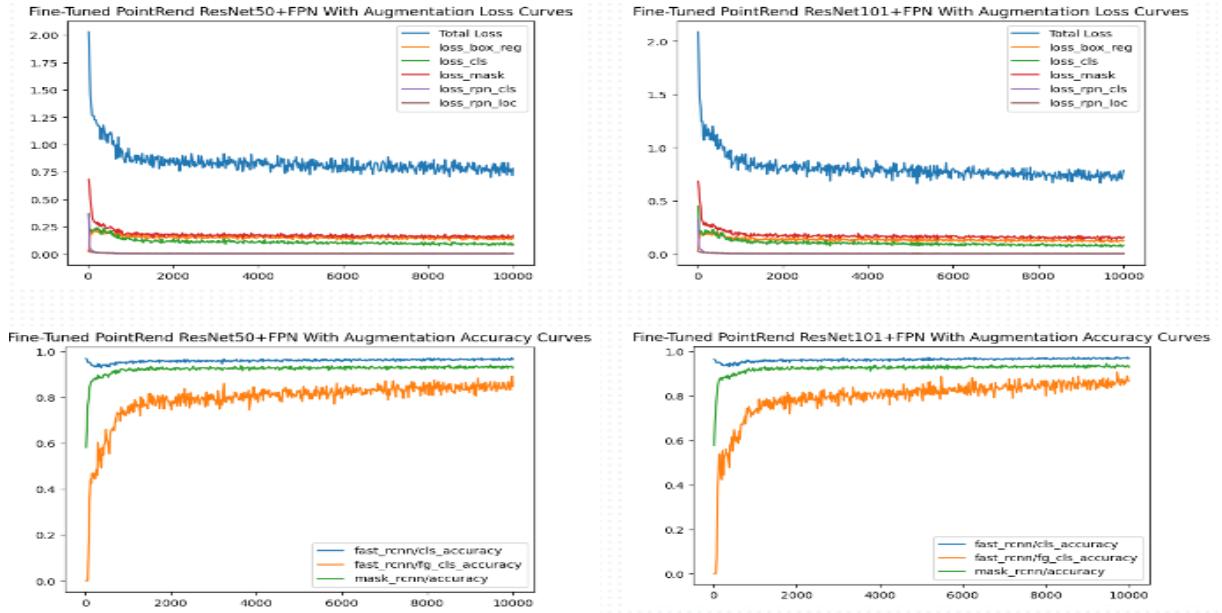 Fine-Tuned PointRend ResNet50+FPN With Augmentation Loss Curves
2.00
1.75
1.50
1.25
1.00
0.75
0.50
0.25
0.00
Total Loss
loss_box_reg
loss_cls
loss_mask
loss_rpn_cls
loss_rpn_loc
0
2000
4000
6000
8000
10000
Fine-Tuned PointRend ResNet101+FPN With Augmentation Loss Curves
2.0
1.5
1.0
0.5
0.0
Total Loss
loss_box_reg
loss_cls
loss_mask
loss_rpn_cls
loss_rpn_loc
0
2000
4000
6000
8000
10000
Fine-Tuned PointRend ResNet50+FPN With Augmentation Accuracy Curves
1.0
0.8
0.6
0.4
0.2
0.0
fast_rcnn/cls_accuracy
fast_rcnn/fg_cls_accuracy
mask_rcnn/accuracy
0
2000
4000
6000
8000
10000
Fine-Tuned PointRend ResNet101+FPN With Augmentation Accuracy Curves
1.0
0.8
0.6
0.4
0.2
0.0
fast_rcnn/cls_accuracy
fast_rcnn/fg_cls_accuracy
mask_rcnn/accuracy
0
2000
4000
6000
8000
10000